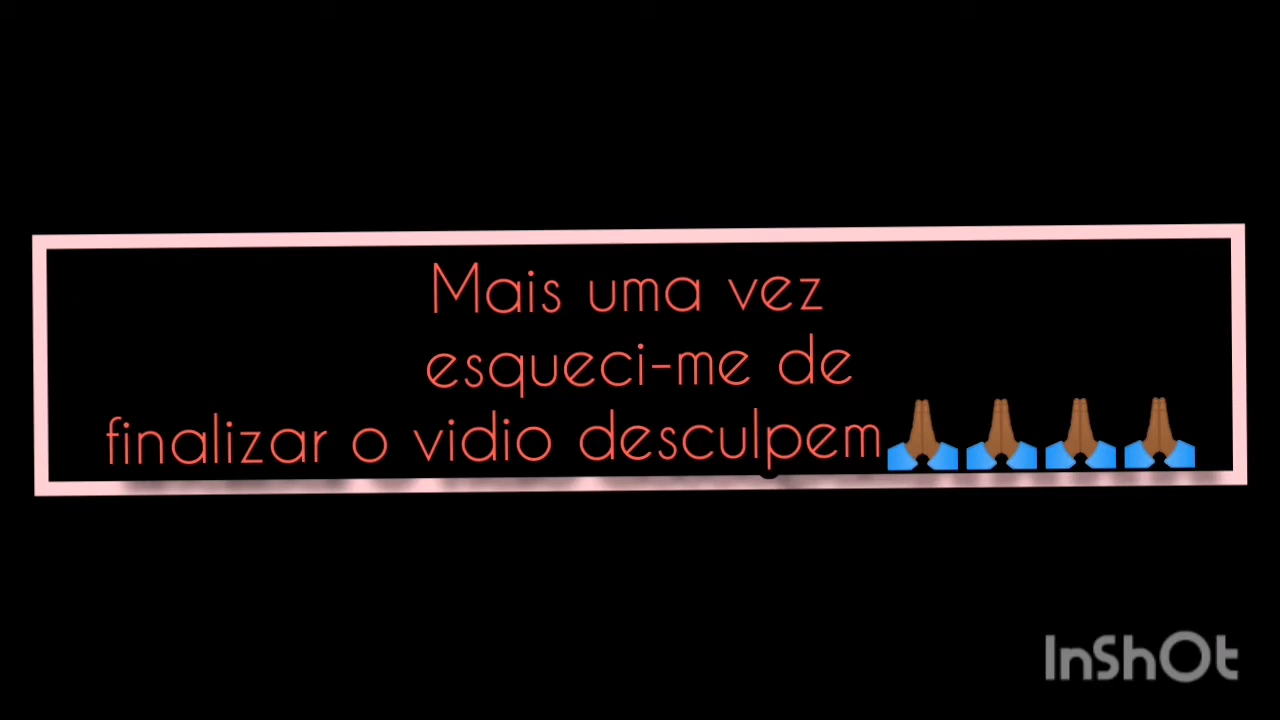 Mais uma vez
esqueci-me de
finalizar o vidio desculpem🙏🏾🙏🏾🙏🏾🙏🏾
InShOt